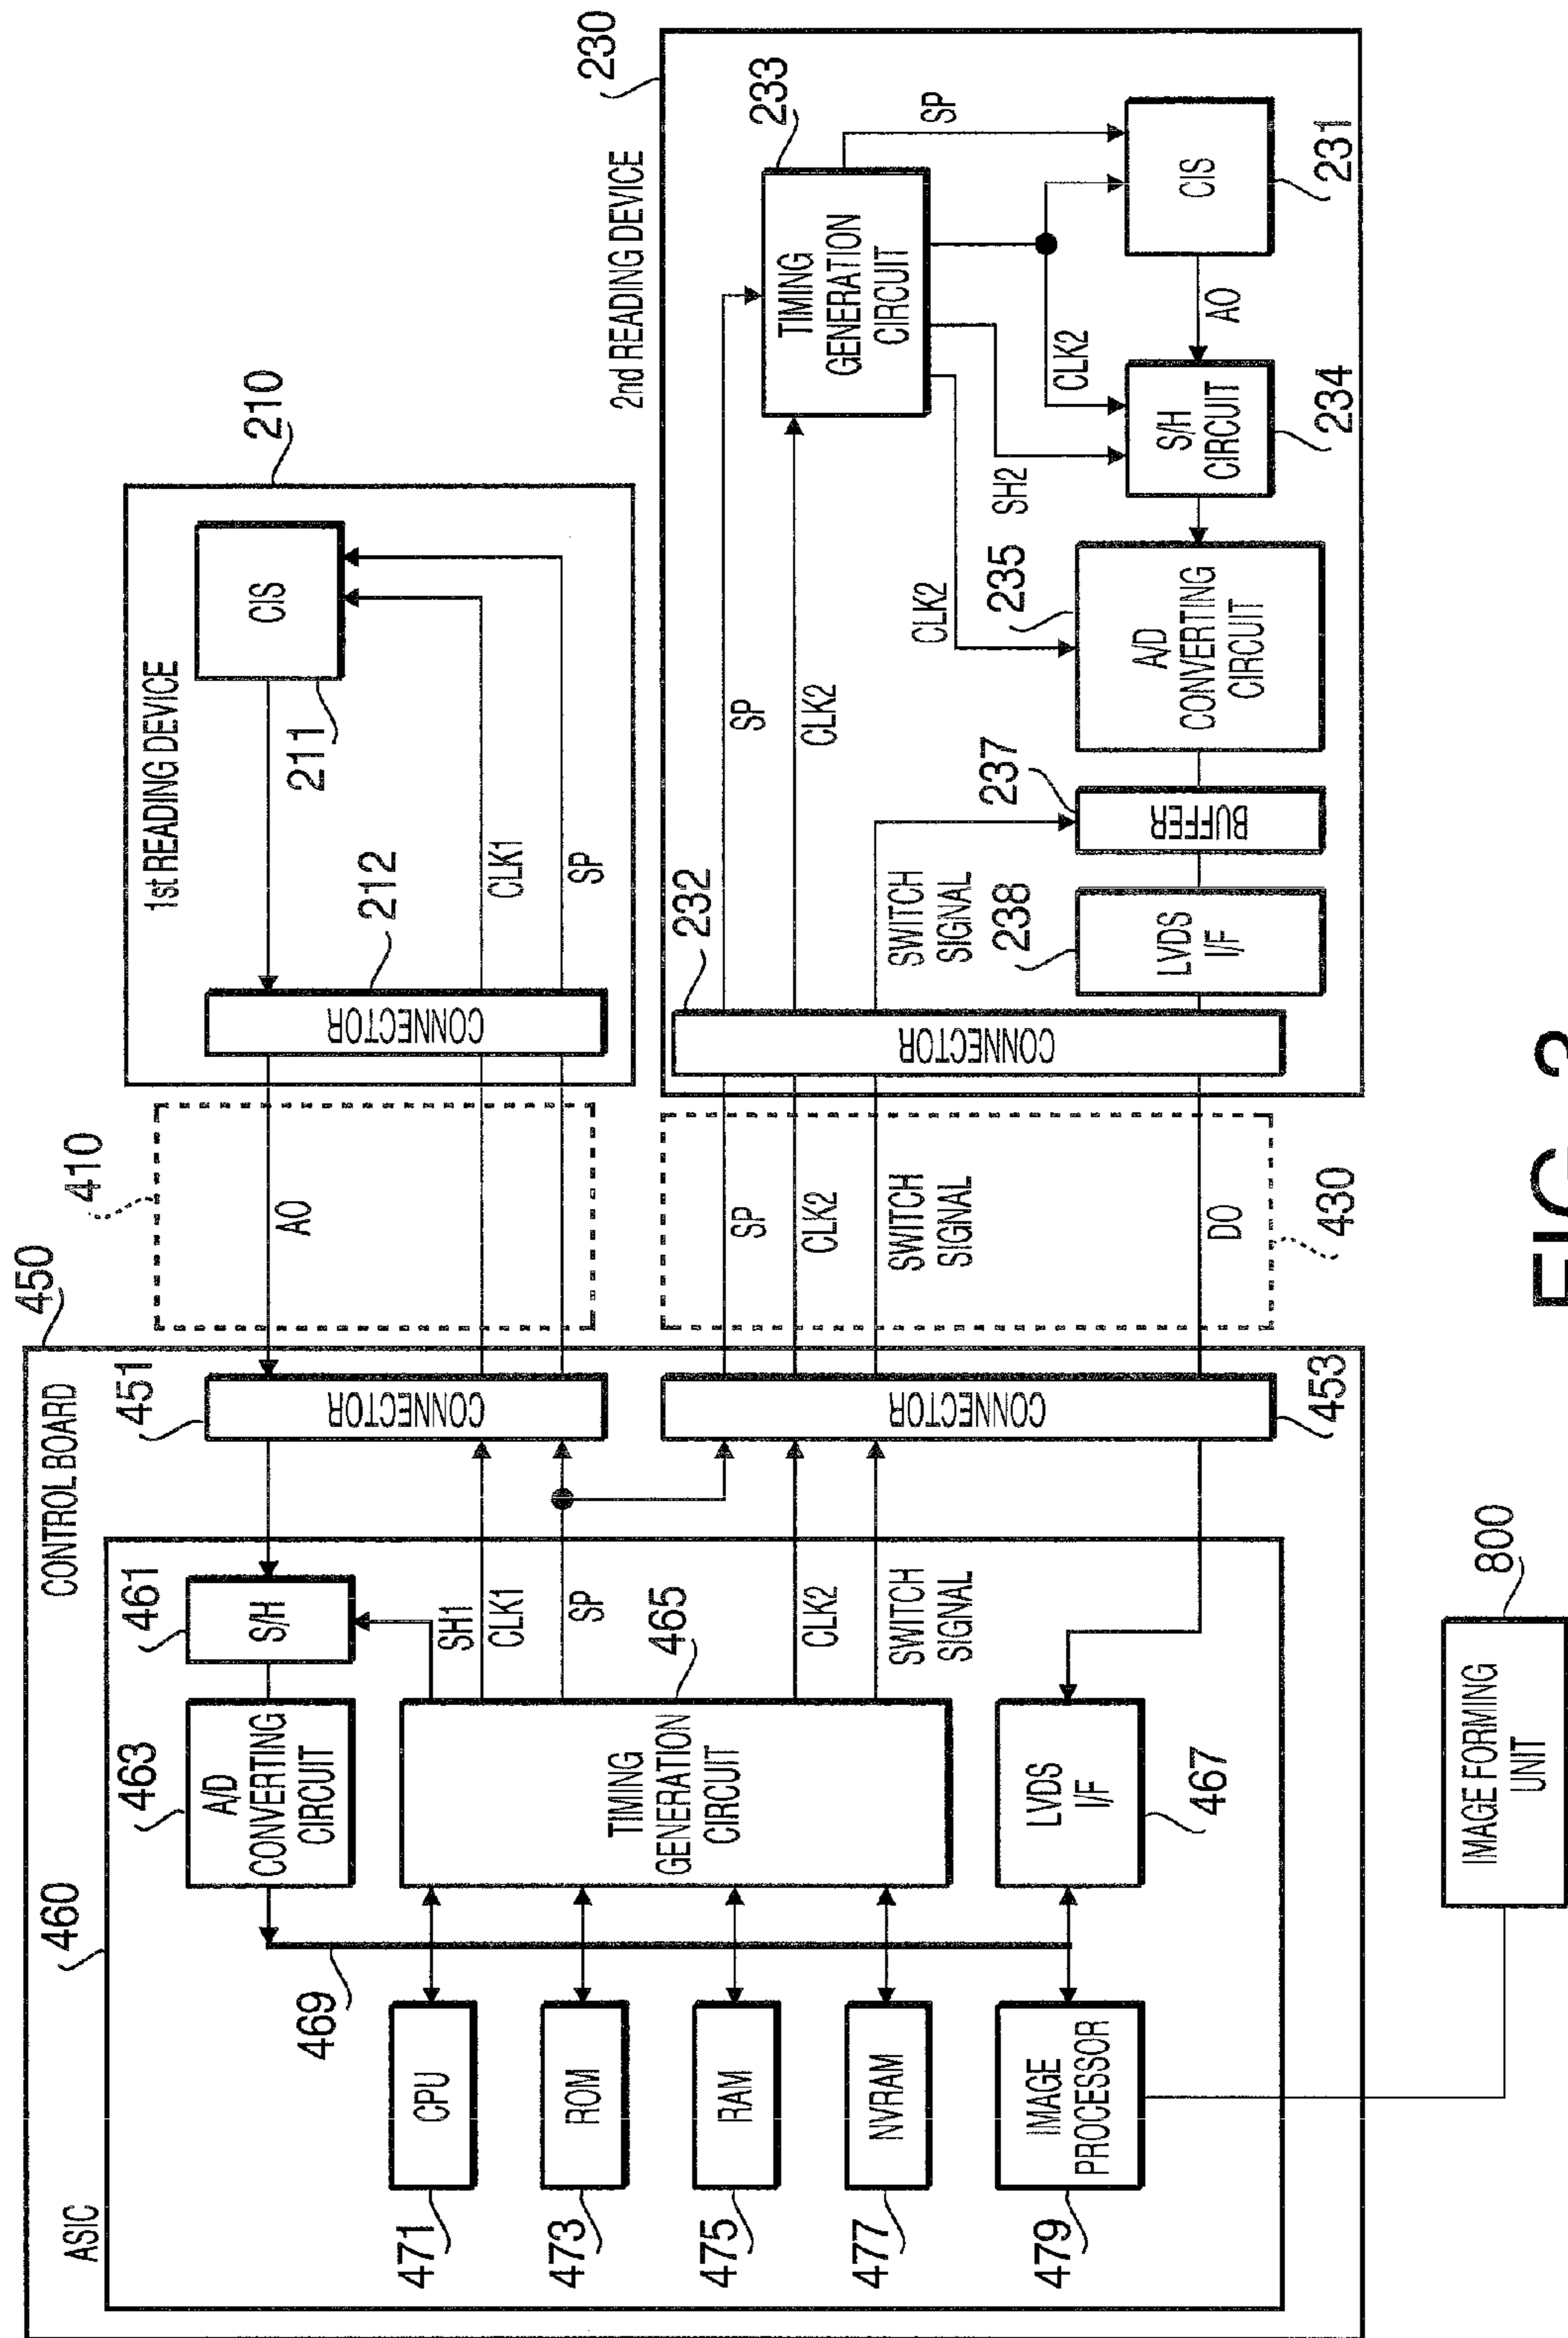 450
CONTROL BOARD
460
ASIC
463
A/D
CONVERTING
CIRCUIT
461
S/H
451
CONNECTOR
410
AO
1st READING DEVICE
210
CONNECTOR
212
211
CIS
CLK1
SP
469
471
CPU
473
ROM
475
RAM
477
NVRAM
479
IMAGE
PROCESSOR
TIMING
GENERATION
CIRCUIT
465
SH1
CLK1
SP
CLK2
SWITCH
SIGNAL
LVDS
I/F
467
CONNECTOR
453
SP
CLK2
SWITCH
SIGNAL
DO
430
2nd READING DEVICE
230
232
CONNECTOR
SP
CLK2
SWITCH
SIGNAL
238
LVDS
I/F
237
BUFFER
235
A/D
CONVERTING
CIRCUIT
CLK2
SH2
CLK2
233
TIMING
GENERATION
CIRCUIT
SP
S/H
CIRCUIT
234
AO
CIS
231
800
IMAGE FORMING
UNIT